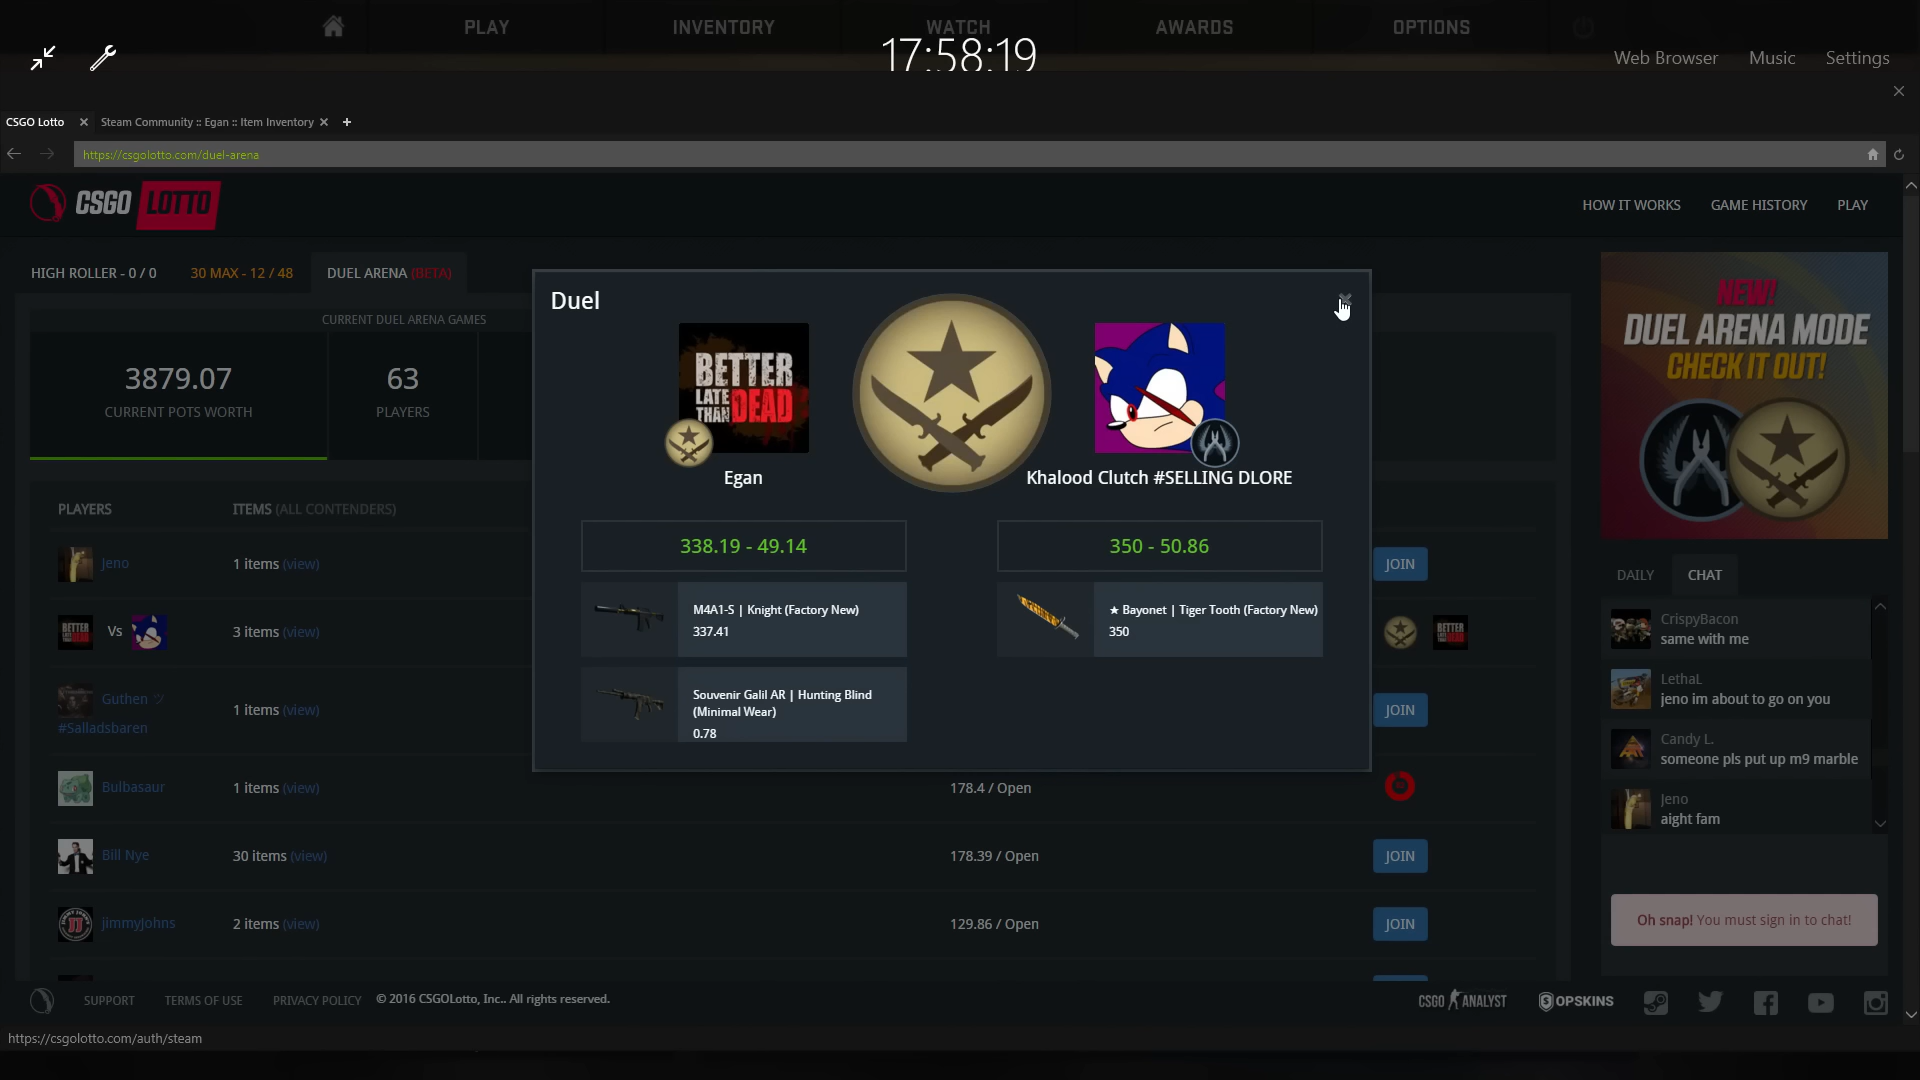 PLAY
INVENTORY
WATCH
AWARDS
OPTIONS
17:58:19
Web Browser
Music
Settings
CSGO Lotto
Steam Community :: Egan :: Item Inventory
https://csgolotto.com/duel-arena
CSGO LOTTO
HOW IT WORKS
GAME HISTORY
PLAY
HIGH ROLLER - 0 / 0
30 MAX - 12 / 48
DUEL ARENA (BETA)
CURRENT DUEL ARENA GAMES
3879.07
CURRENT POTS WORTH
63
PLAYERS
PLAYERS
ITEMS (ALL CONTENDERS)
Jeno
1 items (view)
JOIN
BETTER LATE THAN DEAD
Vs
3 items (view)
BETTER LATE THAN DEAD
Guthen ツ
#Salladsbaren
1 items (view)
JOIN
Bulbasaur
1 items (view)
178.4 / Open
Bill Nye
30 items (view)
178.39 / Open
JOIN
JimmyJohns
2 items (view)
129.86 / Open
JOIN
Duel
BETTER
LATE
THAN DEAD
Egan
Khalood Clutch #SELLING DLORE
338.19 - 49.14
350 - 50.86
M4A1-S | Knight (Factory New)
337.41
★ Bayonet | Tiger Tooth (Factory New)
350
Souvenir Galil AR | Hunting Blind
(Minimal Wear)
0.78
NEW!
DUEL ARENA MODE
CHECK IT OUT!
DAILY
CHAT
CrispyBacon
same with me
LethaL
jeno im about to go on you
Candy L.
someone pls put up m9 marble
Jeno
aight fam
Oh snap! You must sign in to chat!
SUPPORT
TERMS OF USE
PRIVACY POLICY
© 2016 CSGOLotto, Inc.. All rights reserved.
CSGO ANALYST
OPSKINS
https://csgolotto.com/auth/steam